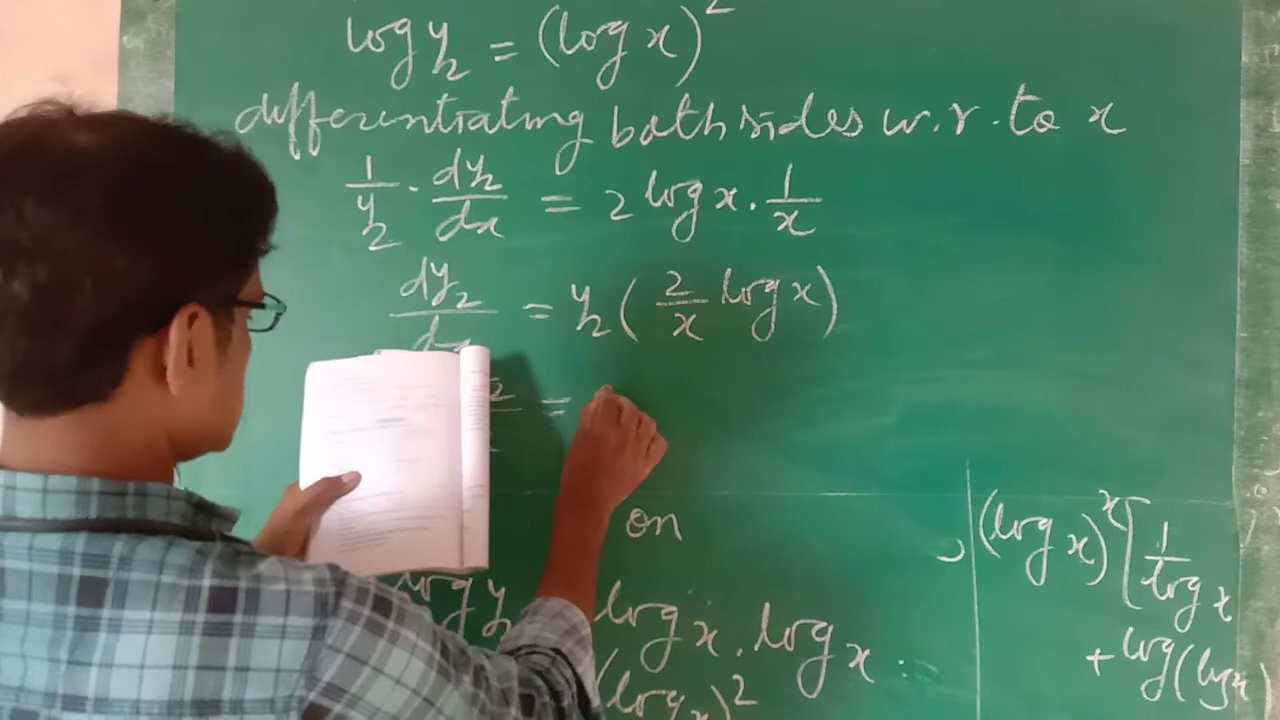 log y₂ = (log x)²
differentiating both sides w.r.to x
1/y₂ . dy₂/dx = 2 log x . 1/x
dy₂/dx = y₂ ( 2/x log x )
2 =
on
log y log x . log x
(log x)²
(log x)ˣ [ 1/log x
+ log (log x)